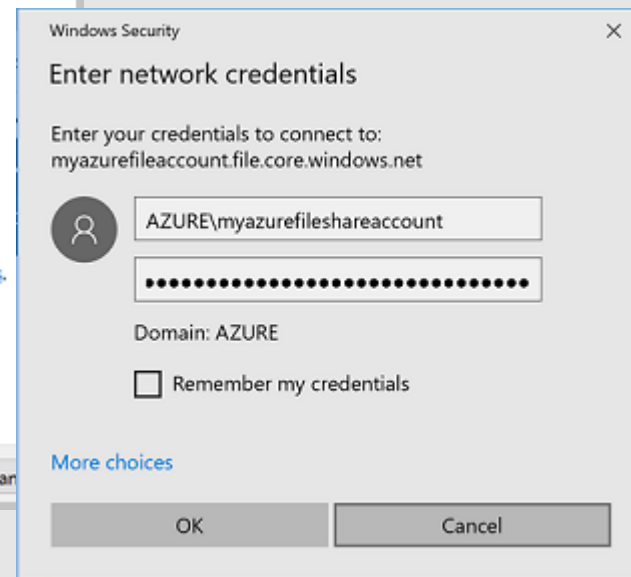 Windows Security
Enter network credentials
Enter your credentials to connect to:
myazurefileaccount.file.core.windows.net
AZURE\myazurefileshareaccount
Domain: AZURE
Remember my credentials
More choices
OK
Cancel